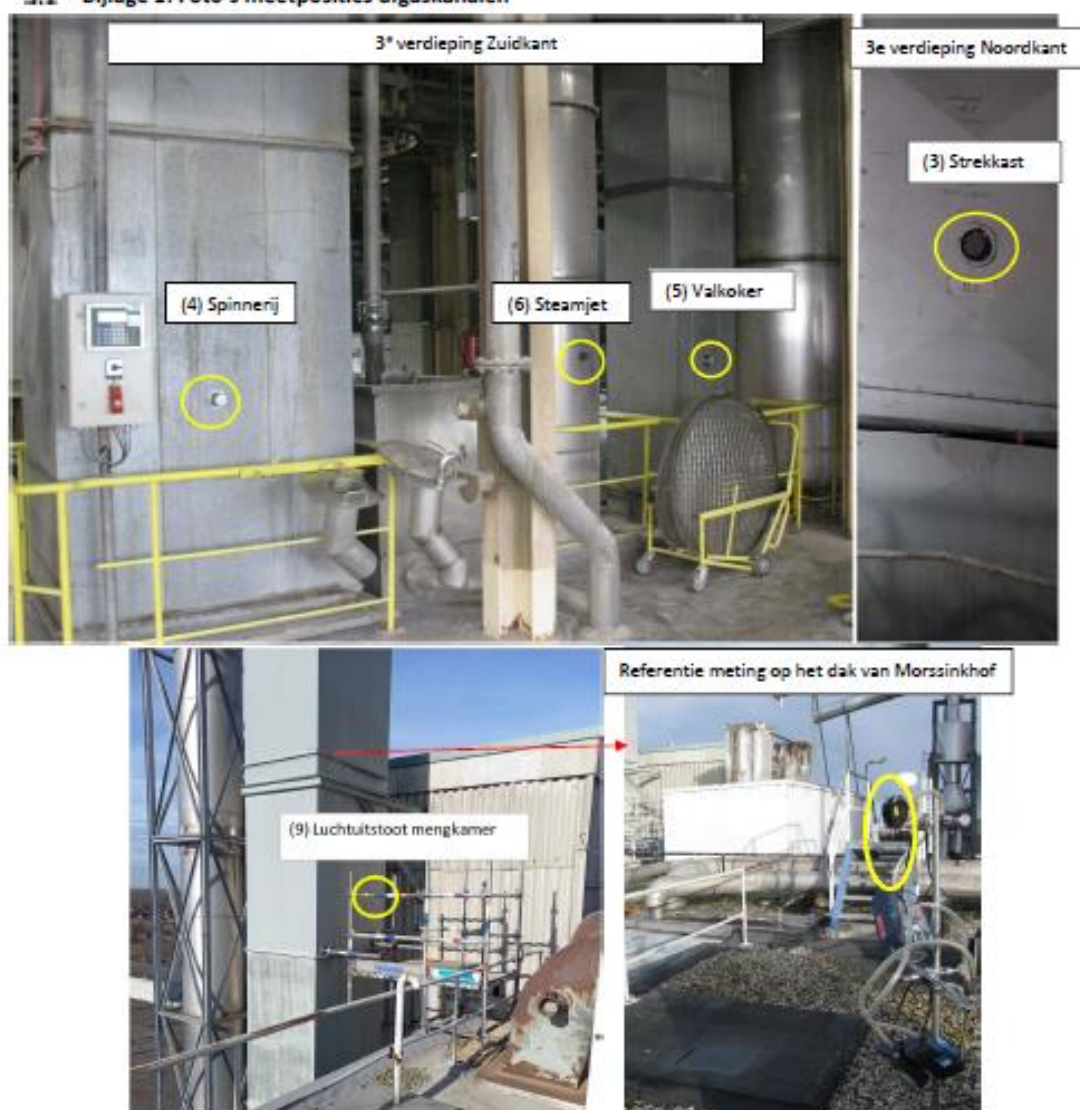 Bijlage 2: Foto's meetposities afgaskanalen
3e verdieping Zuidkant
3e verdieping Noordkant
(3) Strekkast
(4) Spinnerij
(6) Steamjet
(5) Valkoker
Referentie meting op het dak van Morssinkhof
(9) Luchtuitstoot mengkamer